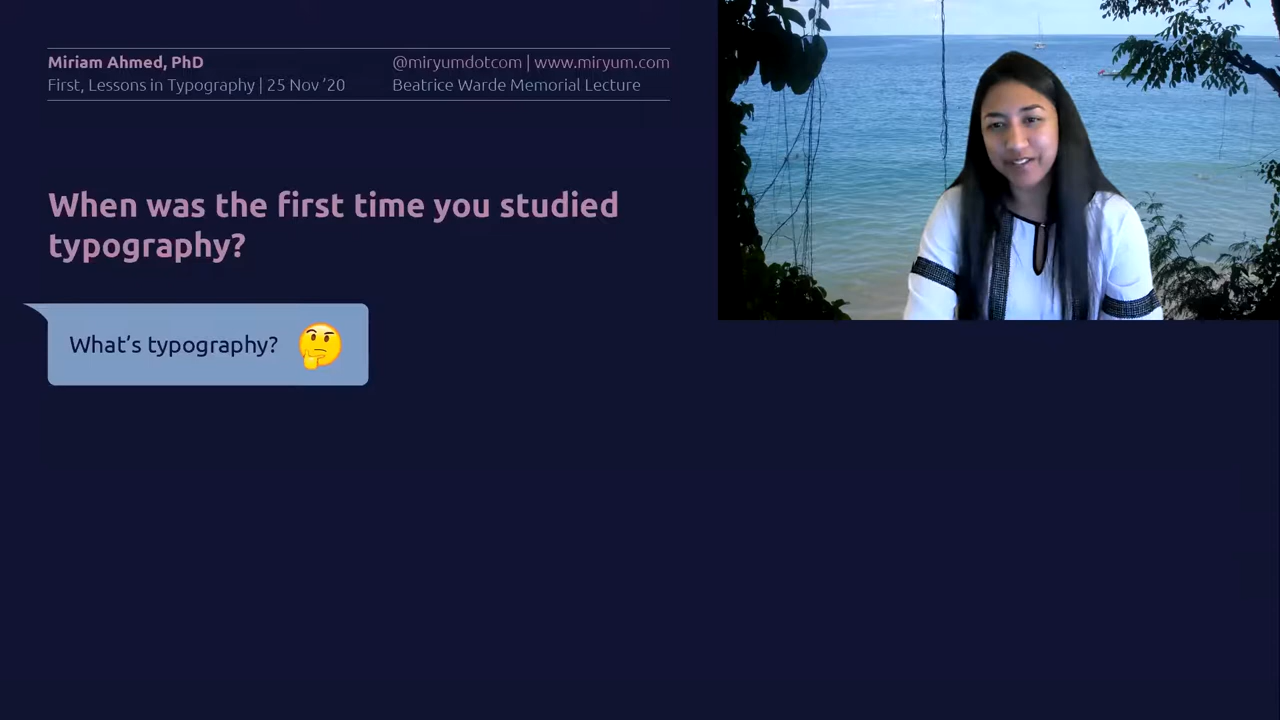 Miriam Ahmed, PhD
First, Lessons in Typography | 25 Nov ’20
@miryumdotcom | www.miryum.com
Beatrice Warde Memorial Lecture
When was the first time you studied
typography?
What’s typography? 🤔